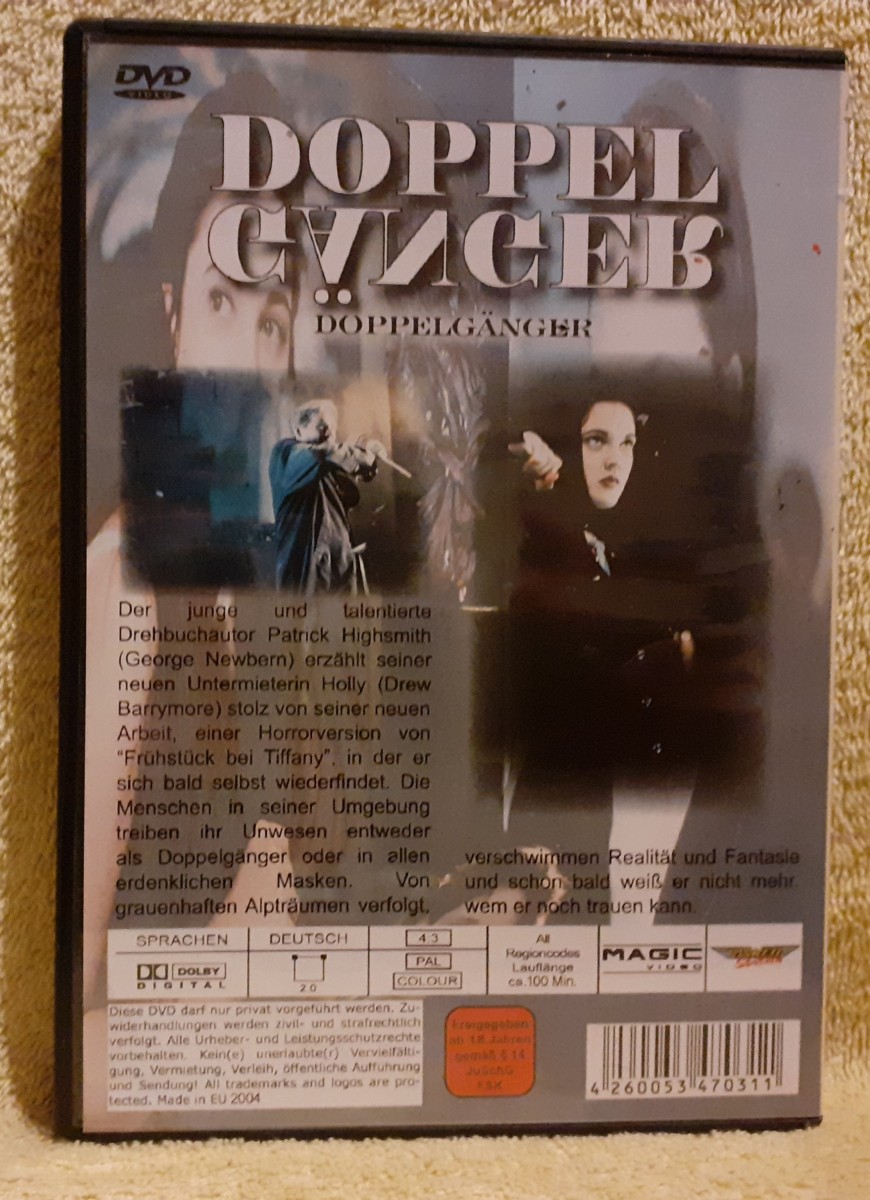 DVD
VIDEO
DOPPEL
GÄNGER
DOPPELGÄNGER
Der junge und talentierte
Drehbuchautor Patrick Highsmith
(George Newbern) erzählt seiner
neuen Untermieterin Holly (Drew
Barrymore) stolz von seiner neuen
Arbeit, einer Horrorversion von
"Frühstück bei Tiffany", in der er
sich bald selbst wiederfindet. Die
Menschen in seiner Umgebung
treiben ihr Unwesen entweder
als Doppelgänger oder in allen
erdenklichen Masken. Von
grauenhaften Alpträumen verfolgt,
verschwimmen Realität und Fantasie
und schon bald weiß er nicht mehr,
wem er noch trauen kann.
SPRACHEN
DOLBY
DIGITAL
DEUTSCH
2.0
4:3
PAL
COLOUR
All
Regioncodes
Lauflänge
ca.100 Min.
MAGIC
VIDEO
Diese DVD darf nur privat vorgeführt werden. Zu-
widerhandlungen werden zivil- und strafrechtlich
verfolgt. Alle Urheber- und Leistungsschutzrechte
vorbehalten. Kein(e) unerlaubte(r) Vervielfälti-
gung, Vermietung, Verleih, öffentliche Aufführung
und Sendung! All trademarks and logos are pro-
tected. Made in EU 2004
Freigegeben
ab 18 Jahren
gemäß § 14
JuSchG
FSK
4 260053 470311